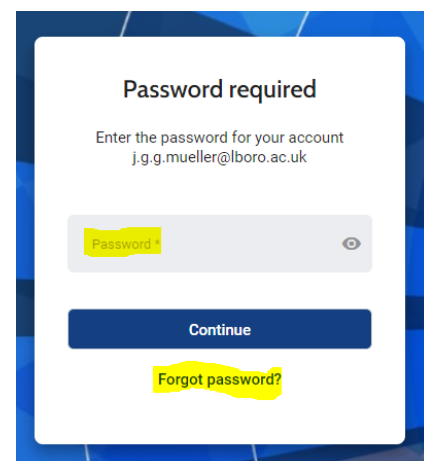 Password required
Enter the password for your account
j.g.g.mueller@lboro.ac.uk
Password *
Continue
Forgot password?